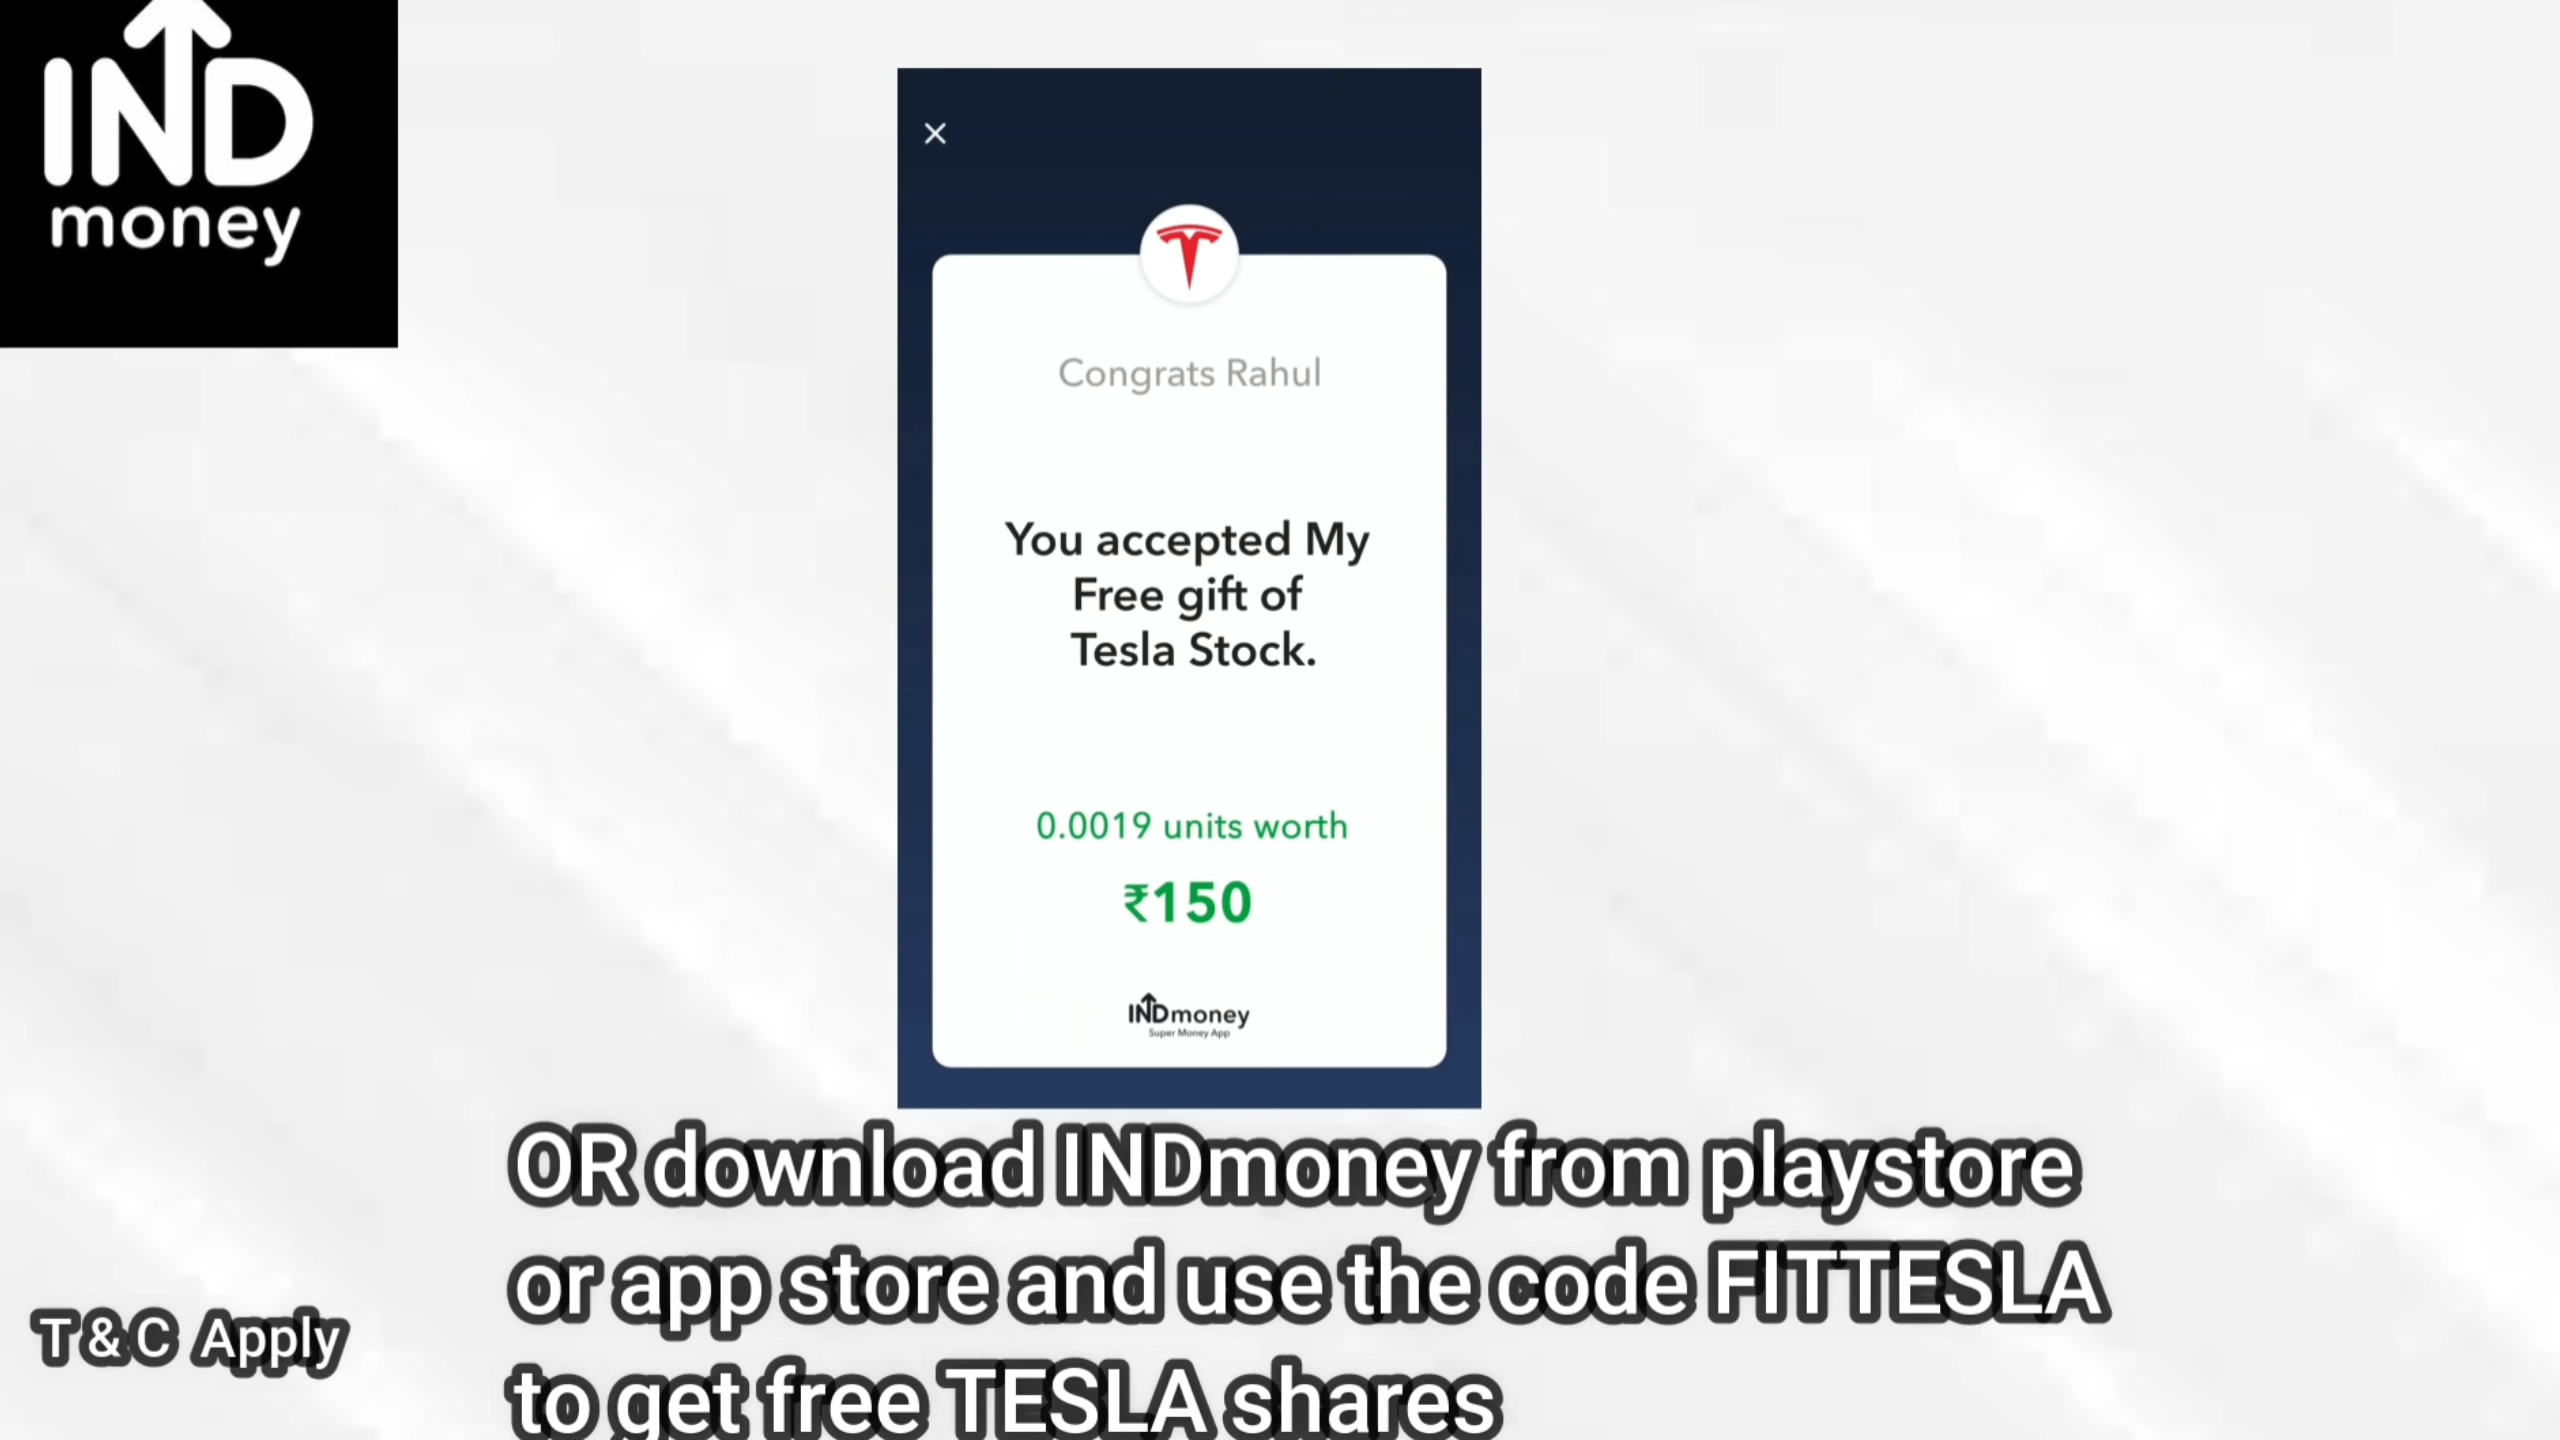 IND
money
Congrats Rahul
You accepted My
Free gift of
Tesla Stock.
0.0019 units worth
₹150
INDmoney
Super Money App
OR download INDmoney from playstore
or app store and use the code FITTESLA
to get free TESLA shares
T & C Apply